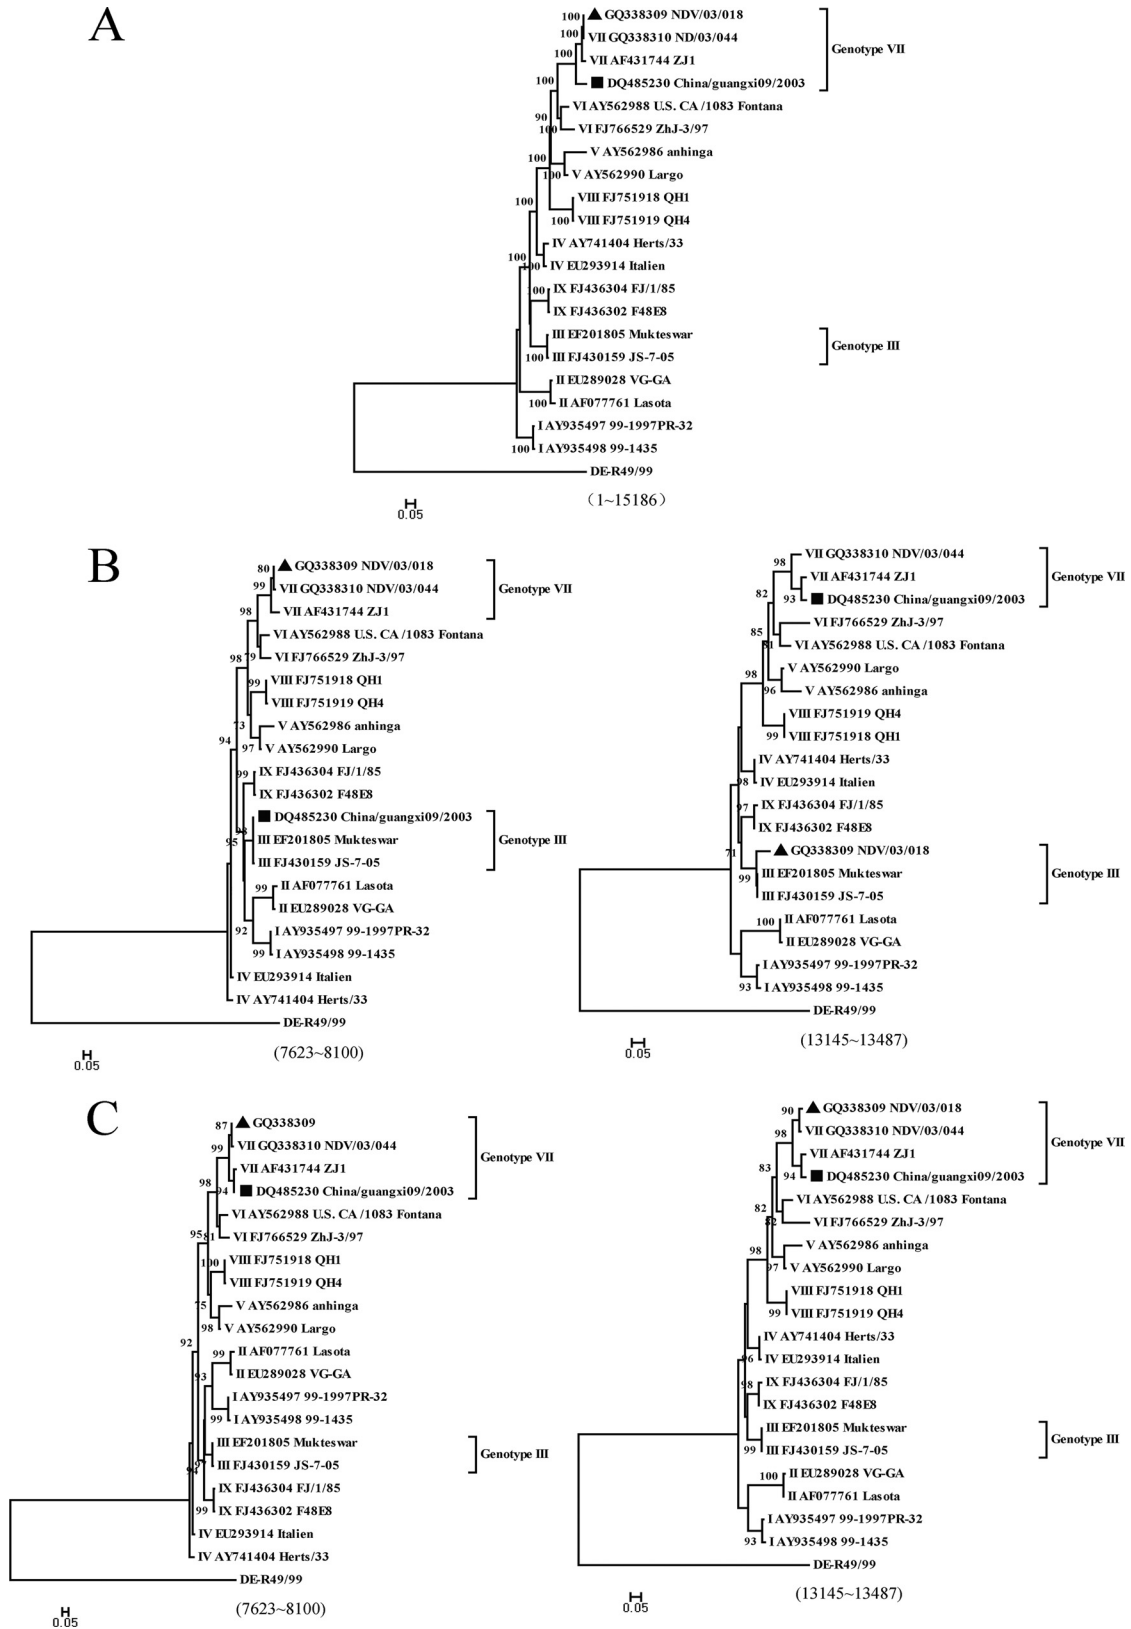 A
100
GQ338309 NDV/03/018
100
VII GQ338310 ND/03/044
Genotype VII
100
VII AF431744 ZJ1
100
DQ485230 China/guangxi09/2003
VI AY562988 U.S. CA /1083 Fontana
90
100
VI FJ766529 ZhJ-3/97
V AY562986 anhinga
100
100
V AY562990 Largo
VIII FJ751918 QH1
100
100
VIII FJ751919 QH4
IV AY741404 Herts/33
100
100
IV EU293914 Italien
100
IX FJ436304 FJ/1/85
IX FJ436302 F48E8
III EF201805 Mukteswar
Genotype III
100
III FJ430159 JS-7-05
II EU289028 VG-GA
100
II AF077761 Lasota
I AY935497 99-1997PR-32
100
I AY935498 99-1435
DE-R49/99
0.05
(1~15186)
B
80
GQ338309 NDV/03/018
99
VII GQ338310 NDV/03/044
Genotype VII
98
VII AF431744 ZJ1
VI AY562988 U.S. CA /1083 Fontana
98
79
VI FJ766529 ZhJ-3/97
99
VIII FJ751918 QH1
VIII FJ751919 QH4
73
V AY562986 anhinga
94
97
V AY562990 Largo
99
IX FJ436304 FJ/1/85
IX FJ436302 F48E8
DQ485230 China/guangxi09/2003
98
95
III EF201805 Mukteswar
Genotype III
III FJ430159 JS-7-05
99
II AF077761 Lasota
II EU289028 VG-GA
92
I AY935497 99-1997PR-32
99
I AY935498 99-1435
IV EU293914 Italien
IV AY741404 Herts/33
DE-R49/99
0.05
(7623~8100)
VII GQ338310 NDV/03/044
98
VII AF431744 ZJ1
Genotype VII
82
93
DQ485230 China/guangxi09/2003
VI FJ766529 ZhJ-3/97
85
81
VI AY562988 U.S. CA /1083 Fontana
98
V AY562990 Largo
96
V AY562986 anhinga
VIII FJ751919 QH4
99
VIII FJ751918 QH1
IV AY741404 Herts/33
98
IV EU293914 Italien
97
IX FJ436304 FJ/1/85
IX FJ436302 F48E8
71
GQ338309 NDV/03/018
99
III EF201805 Mukteswar
Genotype III
III FJ430159 JS-7-05
100
II AF077761 Lasota
II EU289028 VG-GA
I AY935497 99-1997PR-32
93
I AY935498 99-1435
DE-R49/99
0.05
(13145~13487)
C
87
GQ338309
99
VII GQ338310 NDV/03/044
Genotype VII
VII AF431744 ZJ1
98
94
DQ485230 China/guangxi09/2003
VI AY562988 U.S. CA /1083 Fontana
95
81
VI FJ766529 ZhJ-3/97
100
VIII FJ751918 QH1
VIII FJ751919 QH4
75
V AY562986 anhinga
98
V AY562990 Largo
92
99
II AF077761 Lasota
93
II EU289028 VG-GA
I AY935497 99-1997PR-32
99
I AY935498 99-1435
III EF201805 Mukteswar
Genotype III
94
III FJ430159 JS-7-05
IX FJ436304 FJ/1/85
99
IX FJ436302 F48E8
IV EU293914 Italien
IV AY741404 Herts/33
DE-R49/99
0.05
(7623~8100)
90
GQ338309 NDV/03/018
98
VII GQ338310 NDV/03/044
Genotype VII
83
VII AF431744 ZJ1
94
DQ485230 China/guangxi09/2003
VI AY562988 U.S. CA /1083 Fontana
82
82
VI FJ766529 ZhJ-3/97
98
V AY562986 anhinga
97
V AY562990 Largo
VIII FJ751918 QH1
99
VIII FJ751919 QH4
IV AY741404 Herts/33
96
IV EU293914 Italien
98
IX FJ436304 FJ/1/85
IX FJ436302 F48E8
III EF201805 Mukteswar
Genotype III
99
III FJ430159 JS-7-05
100
II EU289028 VG-GA
II AF077761 Lasota
I AY935497 99-1997PR-32
93
I AY935498 99-1435
DE-R49/99
0.05
(13145~13487)